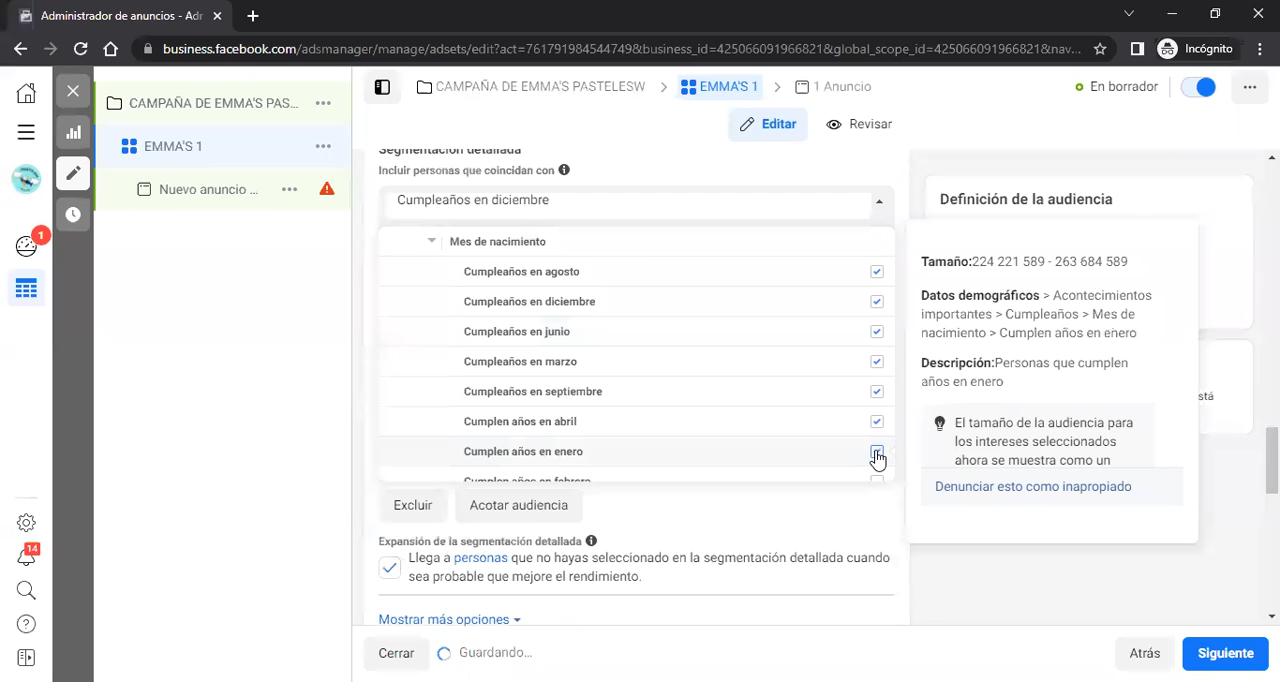 Administrador de anuncios - Adr
business.facebook.com/adsmanager/manage/adsets/edit?act=761791984544749&business_id=425066091966821&global_scope_id=425066091966821&nav...
Incógnito
CAMPAÑA DE EMMA'S PAS...
EMMA'S 1
Nuevo anuncio ...
1
14
CAMPAÑA DE EMMA'S PASTELESW
EMMA'S 1
1 Anuncio
En borrador
Editar
Revisar
Segmentación detallada
Incluir personas que coincidan con
Cumpleaños en diciembre
Mes de nacimiento
Cumpleaños en agosto
Cumpleaños en diciembre
Cumpleaños en junio
Cumpleaños en marzo
Cumpleaños en septiembre
Cumplen años en abril
Cumplen años en enero
Cumplen años en febrero
Excluir
Acotar audiencia
Expansión de la segmentación detallada
Llega a personas que no hayas seleccionado en la segmentación detallada cuando
sea probable que mejore el rendimiento.
Mostrar más opciones
Cerrar
Guardando...
Atrás
Siguiente
Definición de la audiencia
Tamaño:224 221 589 - 263 684 589
Datos demográficos > Acontecimientos
importantes > Cumpleaños > Mes de
nacimiento > Cumplen años en enero
Descripción:Personas que cumplen
años en enero
El tamaño de la audiencia para
los intereses seleccionados
ahora se muestra como un
Denunciar esto como inapropiado
stá